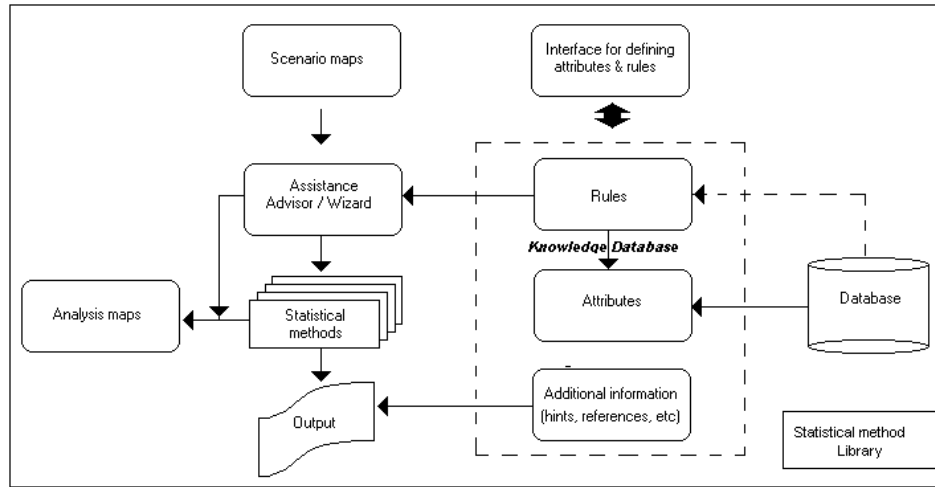 Scenario maps
Interface for defining
attributes & rules
Assistance
Advisor / Wizard
Rules
Knowledge Database
Analysis maps
Statistical
methods
Attributes
Database
Output
Additional information
(hints, references, etc)
Statistical method
Library